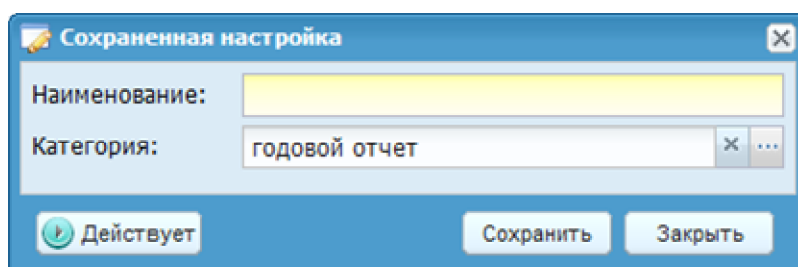 Сохраненная настройка
Наименование:
Категория: годовой отчет
Действует Сохранить Закрыть